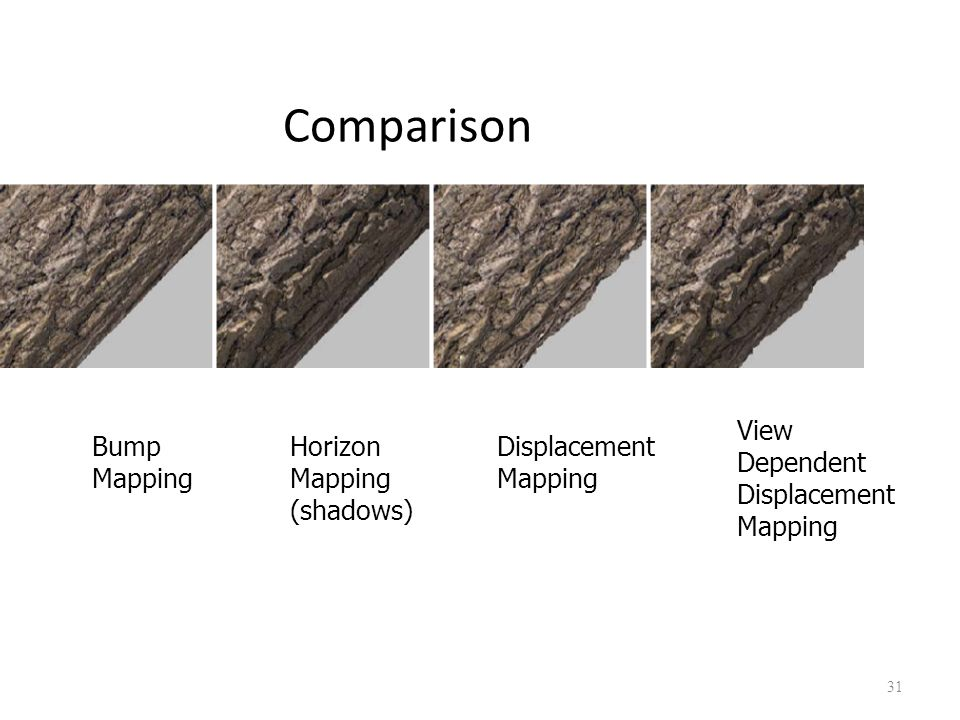 Comparison
Bump
Mapping
Horizon
Mapping
(shadows)
Displacement
Mapping
View
Dependent
Displacement
Mapping
31